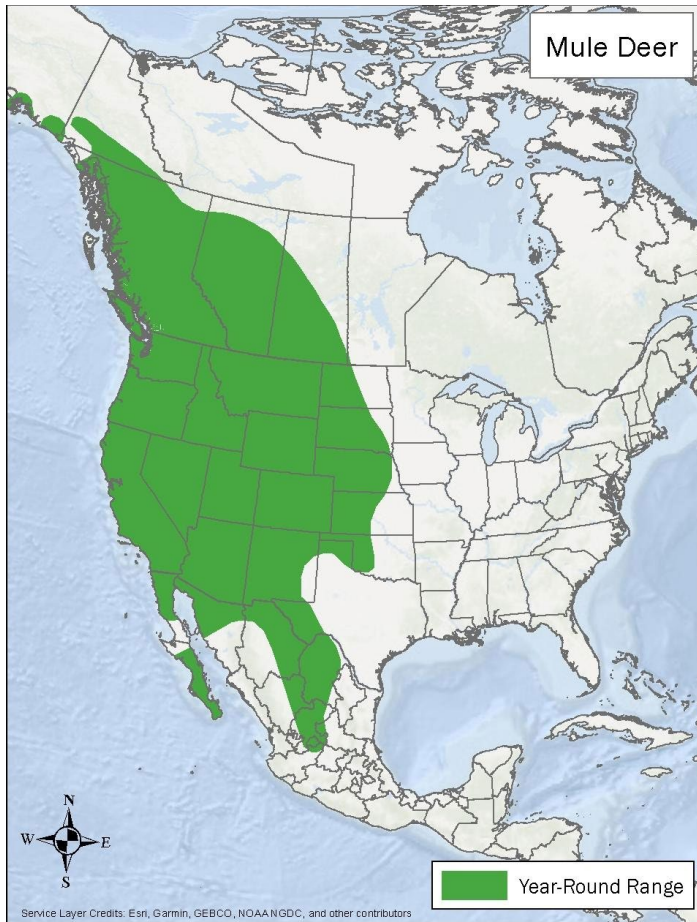 Mule Deer
N
W E
S
Year-Round Range
Service Layer Credits: Esri, Garmin, GEBCO, NOAA NGDC, and other contributors